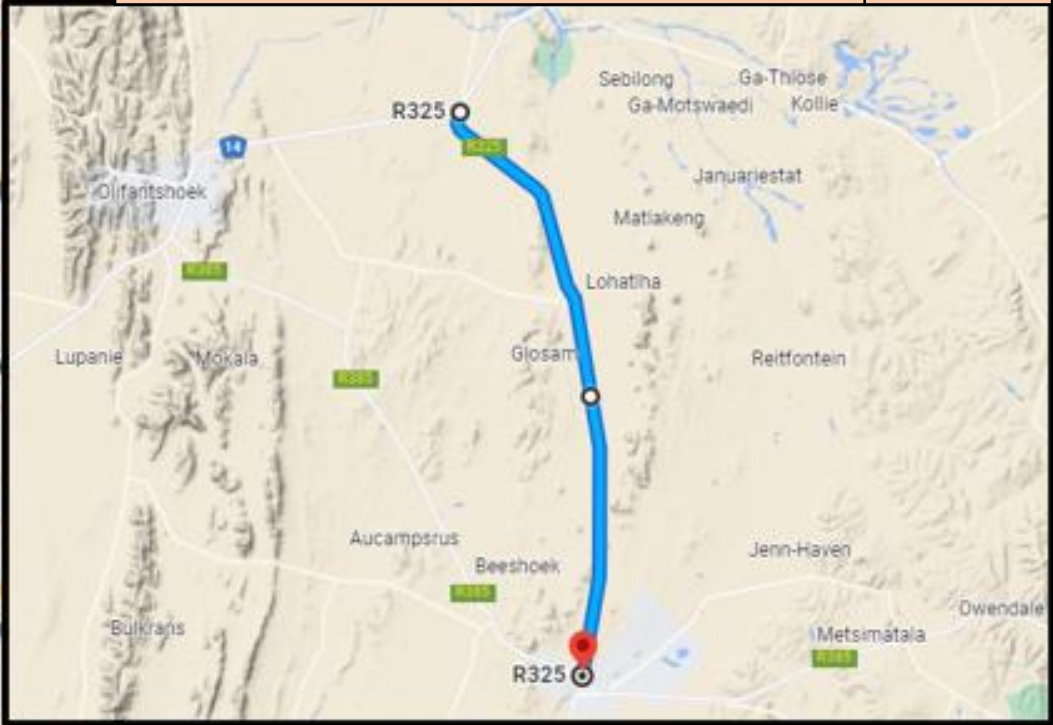 Sebilong
Ga-Thlose
Ga-Motswaedi
Kollie
R325
R325
14
Januariestat
Olifantshoek
Matlakeng
R385
Lohatlha
Glosam
Lupanie
Mokala
Reitfontein
R385
Aucampsrus
Jenn-Haven
Beeshoek
R385
Owendale
Bulkrans
Metsimatala
R385
R325